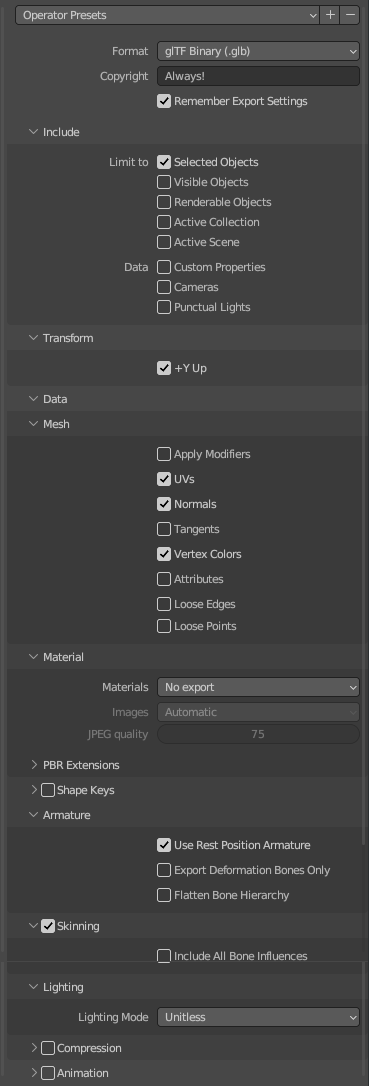 Operator Presets
Format glTF Binary (.glb)
Copyright Always!
Remember Export Settings
Include
Limit to Selected Objects
Visible Objects
Renderable Objects
Active Collection
Active Scene
Data Custom Properties
Cameras
Punctual Lights
Transform
+Y Up
Data
Mesh
Apply Modifiers
UVs
Normals
Tangents
Vertex Colors
Attributes
Loose Edges
Loose Points
Material
Materials No export
Images Automatic
JPEG quality 75
PBR Extensions
Shape Keys
Armature
Use Rest Position Armature
Export Deformation Bones Only
Flatten Bone Hierarchy
Skinning
Include All Bone Influences
Lighting
Lighting Mode Unitless
Compression
Animation